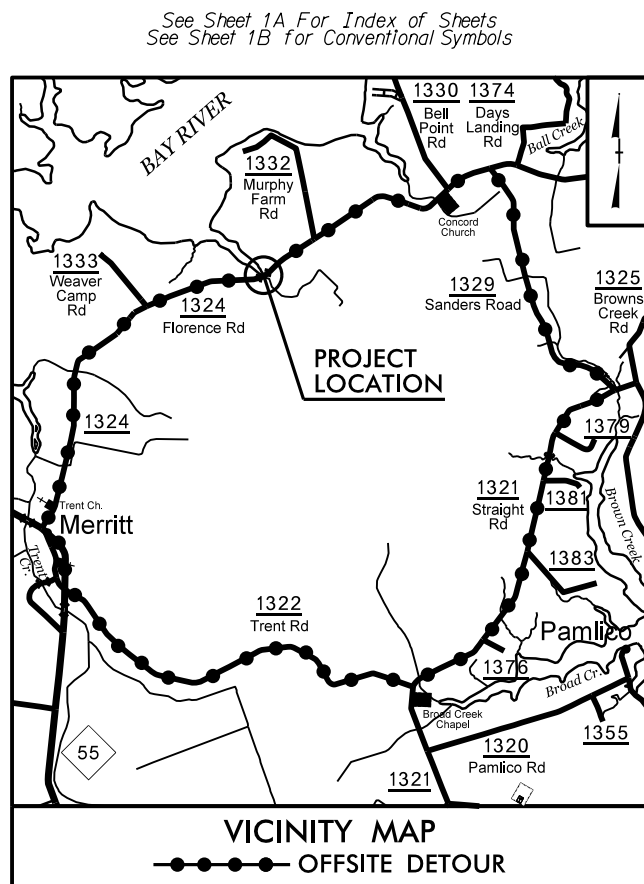 See Sheet 1A For Index of Sheets
See Sheet 1B for Conventional Symbols
BAY RIVER
1330
Bell
Point
Rd
1374
Days
Landing
Rd
Ball Creek
1332
Murphy
Farm
Rd
Concord
Church
1333
Weaver
Camp
Rd
1324
Florence Rd
1329
Sanders Road
1325
Browns
Creek
Rd
PROJECT
LOCATION
1324
1379
1321
Straight
Rd
1381
Brown Creek
Trent Ch.
Merritt
Trent
Cr.
1383
1322
Trent Rd
Pamlico
1376
Broad Cr.
Broad Creek
Chapel
55
1321
1320
Pamlico Rd
1355
VICINITY MAP
OFFSITE DETOUR